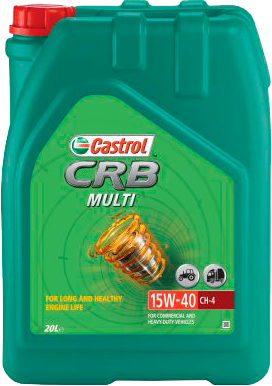 Castrol
CRB
MULTI
FOR LONG AND HEALTHY
ENGINE LIFE
15W-40 CH-4
FOR COMMERCIAL AND
HEAVY-DUTY VEHICLES
20L℮